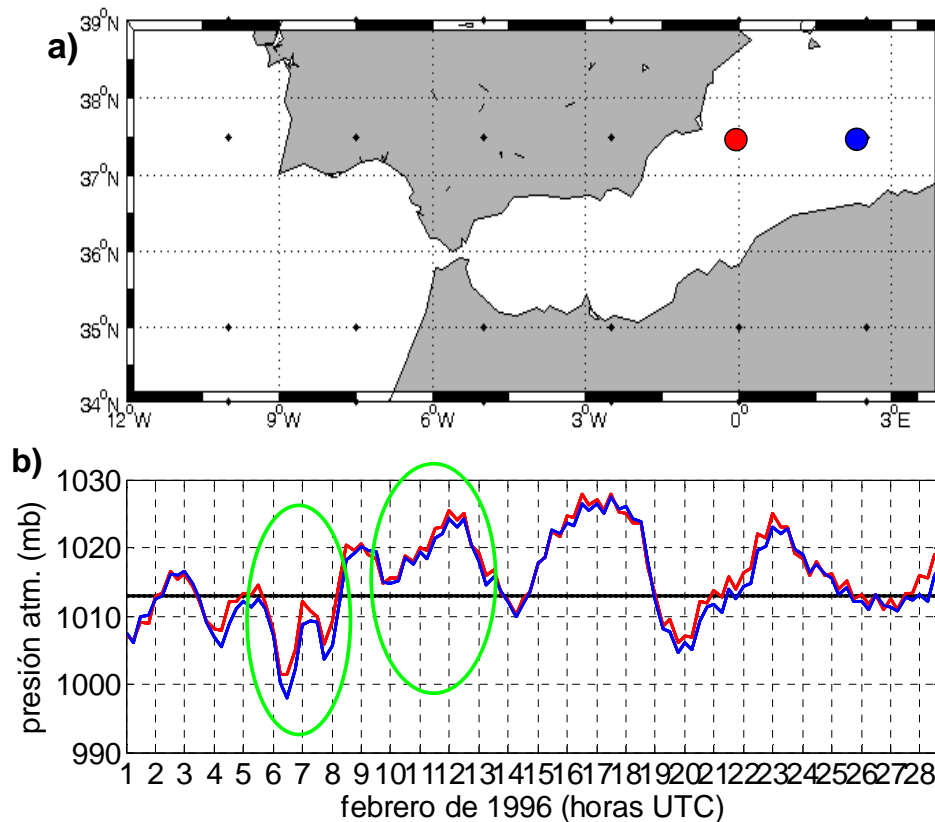 a)
39°N
38°N
37°N
36°N
35°N
34°N
12°W 9°W 6°W 3°W 0° 3°E
b)
presión atm. (mb)
1030
1020
1010
1000
990
1 2 3 4 5 6 7 8 9 10 11 12 13 14 15 16 17 18 19 20 21 22 23 24 25 26 27 28
febrero de 1996 (horas UTC)